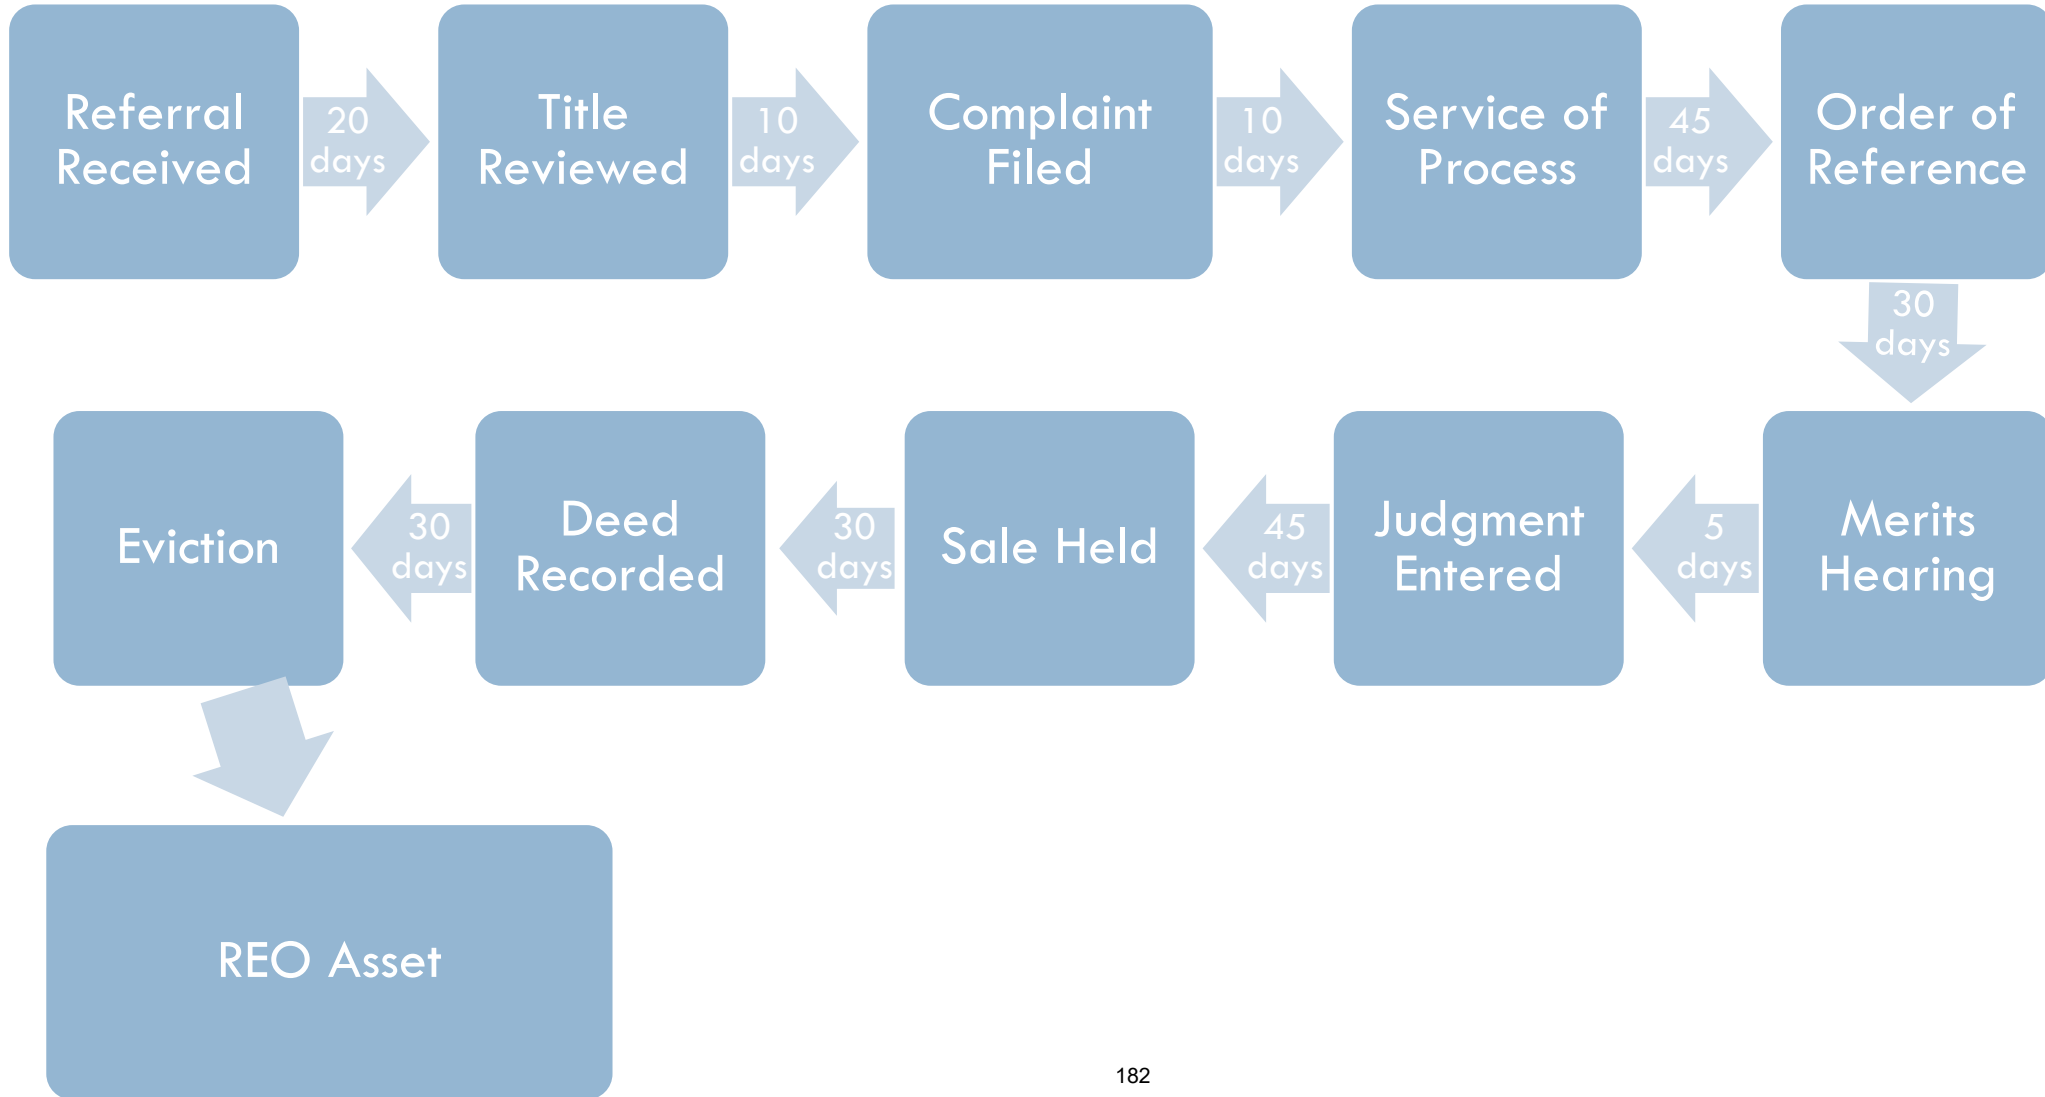 Referral
Received
20
days
Title
Reviewed
10
days
Complaint
Filed
10
days
Service of
Process
45
days
Order of
Reference
30
days
Merits
Hearing
5
days
Judgment
Entered
45
days
Sale Held
30
days
Deed
Recorded
30
days
Eviction
REO Asset
182